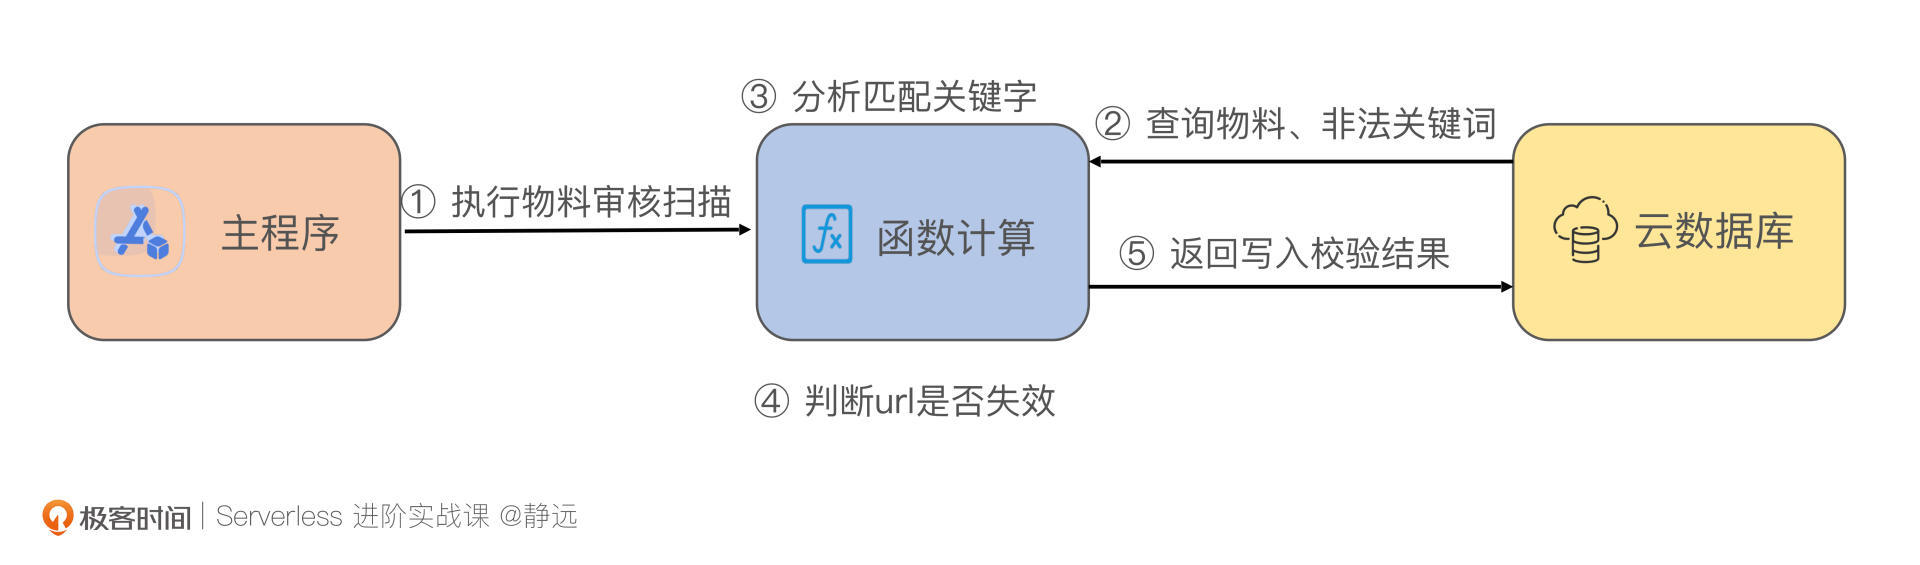 ③ 分析匹配关键字
② 查询物料、非法关键词
① 执行物料审核扫描
主程序
fx 函数计算
云数据库
⑤ 返回写入校验结果
④ 判断url是否失效
极客时间 | Serverless 进阶实战课 @静远